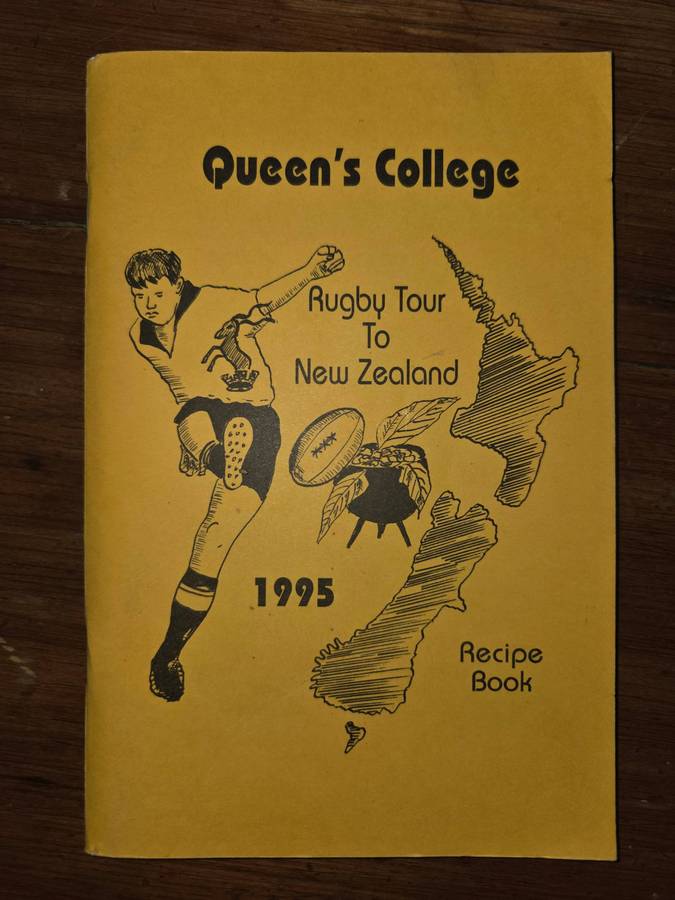 Queen's College
Rugby Tour
To
New Zealand
1995
Recipe
Book